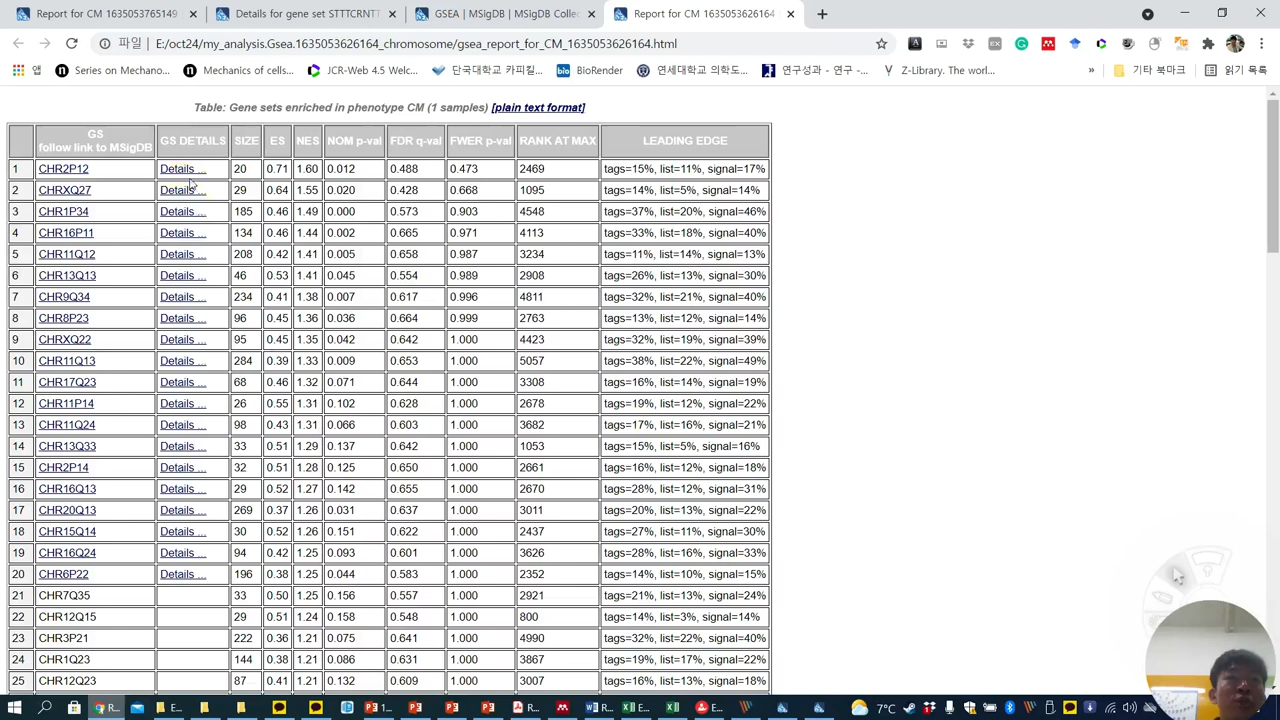 Report for CM 1635053765149 Details for gene set STTTCRNTT GSEA | MSigDB | MSigDB Collec Report for CM 1635053626164
파일 E:/oct24/mn_analysis.Gsea.1635053626164_chromosome/gsea_report_for_CM_1635053626164.html
앱 Series on Mechano... Mechanics of cells... JCR-Web 4.5 Welc... 단국대학교 카피킬... BioRender 연세대학교 의학도... 연구성과 - 연구 -... Z-Library. The worl... » 기타 북마크 읽기 목록
Table: Gene sets enriched in phenotype CM (1 samples) [plain text format]
GS follow link to MSigDB GS DETAILS SIZE ES NES NOM p-val FDR q-val FWER p-val RANK AT MAX LEADING EDGE
1 CHR2P12 Details ... 20 0.71 1.60 0.012 0.488 0.473 2469 tags=15%, list=11%, signal=17%
2 CHRXQ27 Details ... 29 0.64 1.55 0.020 0.428 0.668 1095 tags=14%, list=5%, signal=14%
3 CHR1P34 Details ... 185 0.46 1.49 0.000 0.573 0.903 4548 tags=37%, list=20%, signal=46%
4 CHR16P11 Details ... 134 0.46 1.44 0.002 0.665 0.971 4113 tags=33%, list=18%, signal=40%
5 CHR11Q12 Details ... 208 0.42 1.41 0.005 0.658 0.987 3234 tags=11%, list=14%, signal=13%
6 CHR13Q13 Details ... 46 0.53 1.41 0.045 0.554 0.989 2908 tags=26%, list=13%, signal=30%
7 CHR9Q34 Details ... 234 0.41 1.38 0.007 0.617 0.996 4811 tags=32%, list=21%, signal=40%
8 CHR8P23 Details ... 96 0.45 1.36 0.036 0.664 0.999 2763 tags=13%, list=12%, signal=14%
9 CHRXQ22 Details ... 95 0.45 1.35 0.042 0.642 1.000 4423 tags=32%, list=19%, signal=39%
10 CHR11Q13 Details ... 284 0.39 1.33 0.009 0.653 1.000 5057 tags=38%, list=22%, signal=49%
11 CHR17Q23 Details ... 68 0.46 1.32 0.071 0.644 1.000 3308 tags=16%, list=14%, signal=19%
12 CHR11P14 Details ... 26 0.55 1.31 0.102 0.628 1.000 2678 tags=19%, list=12%, signal=22%
13 CHR11Q24 Details ... 98 0.43 1.31 0.066 0.603 1.000 3682 tags=17%, list=16%, signal=21%
14 CHR13Q33 Details ... 33 0.51 1.29 0.137 0.642 1.000 1053 tags=15%, list=5%, signal=16%
15 CHR2P14 Details ... 32 0.51 1.28 0.125 0.650 1.000 2661 tags=16%, list=12%, signal=18%
16 CHR16Q13 Details ... 29 0.52 1.27 0.142 0.655 1.000 2670 tags=28%, list=12%, signal=31%
17 CHR20Q13 Details ... 269 0.37 1.26 0.031 0.637 1.000 3011 tags=20%, list=13%, signal=22%
18 CHR15Q14 Details ... 30 0.52 1.26 0.151 0.622 1.000 2437 tags=27%, list=11%, signal=30%
19 CHR16Q24 Details ... 94 0.42 1.25 0.093 0.601 1.000 3626 tags=28%, list=16%, signal=33%
20 CHR6P22 Details ... 196 0.38 1.25 0.044 0.583 1.000 2352 tags=14%, list=10%, signal=15%
21 CHR7Q35 33 0.50 1.25 0.156 0.557 1.000 2921 tags=21%, list=13%, signal=24%
22 CHR12Q15 29 0.51 1.24 0.158 0.548 1.000 800 tags=14%, list=3%, signal=14%
23 CHR3P21 222 0.36 1.21 0.075 0.641 1.000 4990 tags=32%, list=22%, signal=40%
24 CHR1Q23 144 0.38 1.21 0.086 0.631 1.000 3867 tags=19%, list=17%, signal=22%
25 CHR12Q23 87 0.41 1.21 0.132 0.609 1.000 3007 tags=16%, list=13%, signal=18%
R... E... P 1... P... P... P... R... W... E... E... E... 7°C